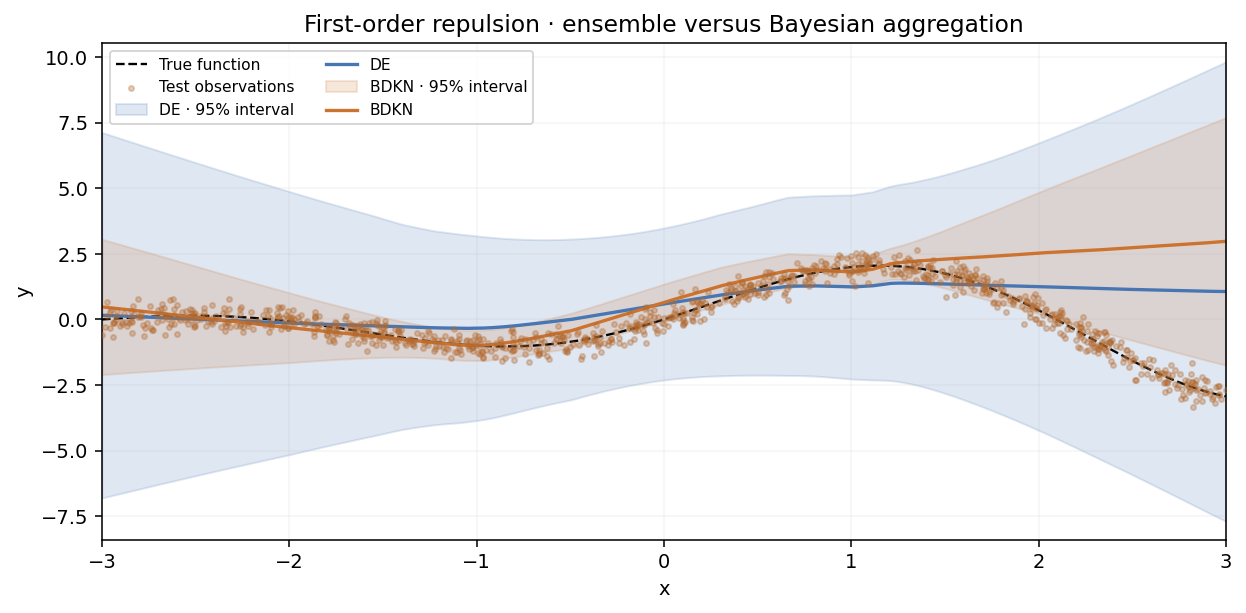 First-order repulsion · ensemble versus Bayesian aggregation
True function
Test observations
DE · 95% interval
DE
BDKN · 95% interval
BDKN
y
10.0
7.5
5.0
2.5
0.0
−2.5
−5.0
−7.5
−3 −2 −1 0 1 2 3
x